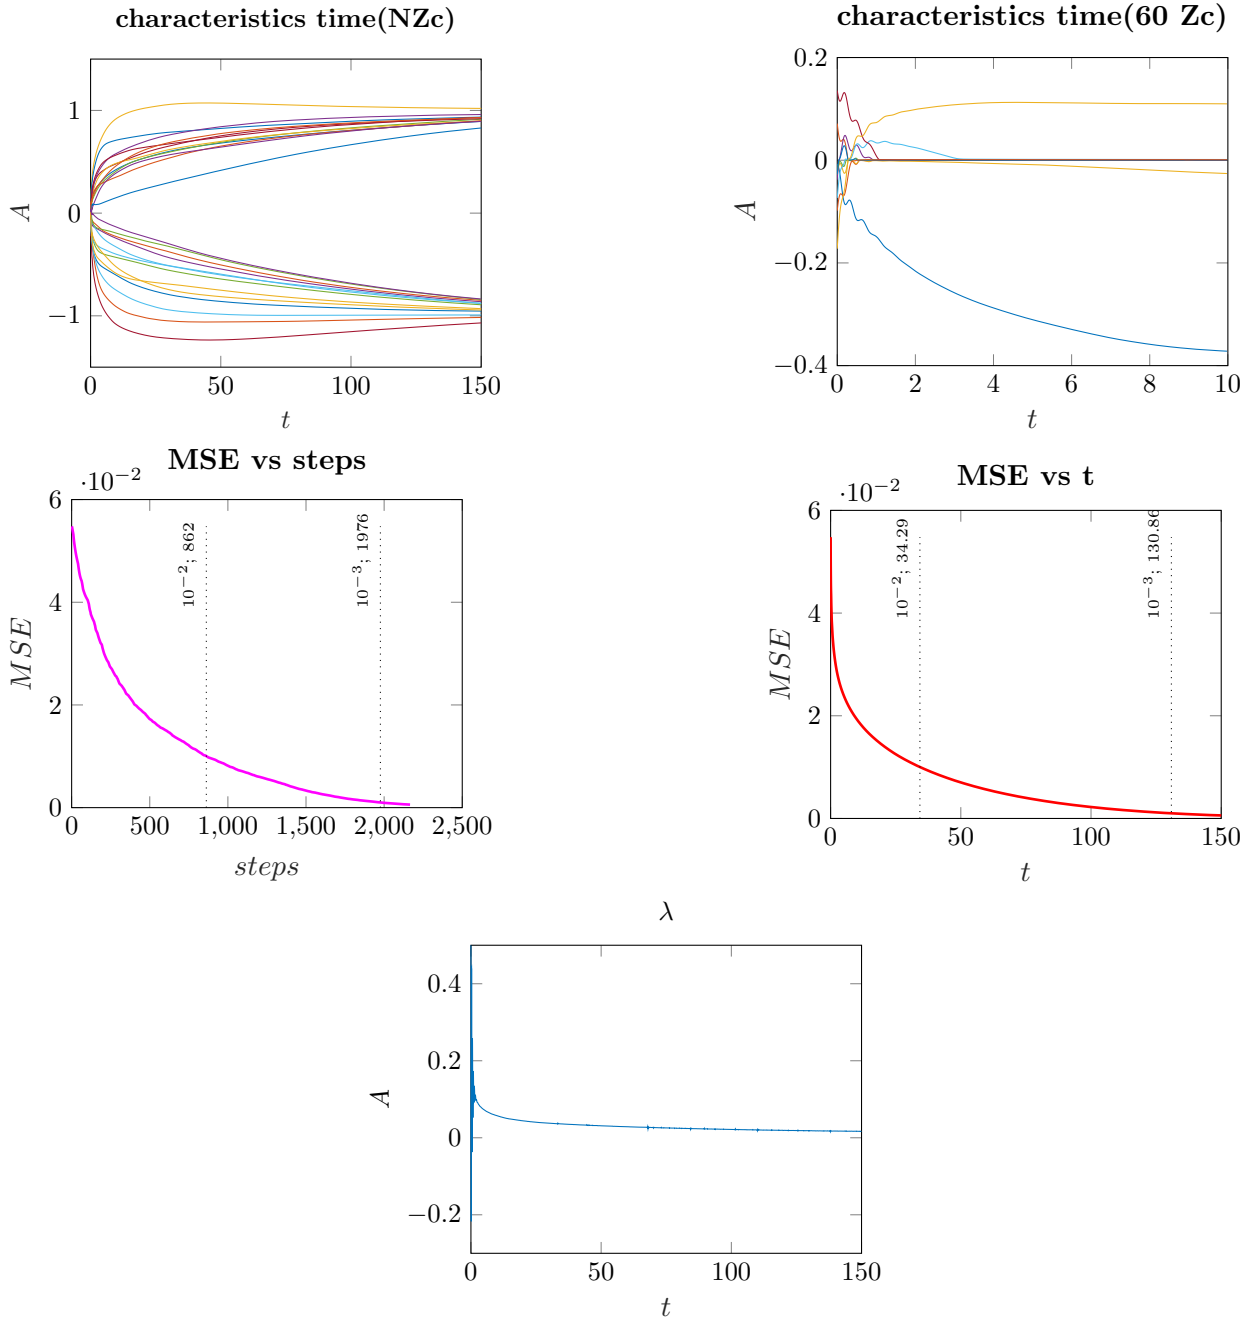 characteristics time(NZc)
1
0
−1
A
0 50 100 150
t
characteristics time(60 Zc)
0.2
0
−0.2
−0.4
A
0 2 4 6 8 10
t
MSE vs steps
·10−2
6
4
2
0
MSE
10−2; 862
10−3; 1976
0 500 1,000 1,500 2,000 2,500
steps
MSE vs t
·10−2
6
4
2
0
MSE
10−2; 34.29
10−3; 130.86
0 50 100 150
t
λ
0.4
0.2
0
−0.2
A
0 50 100 150
t